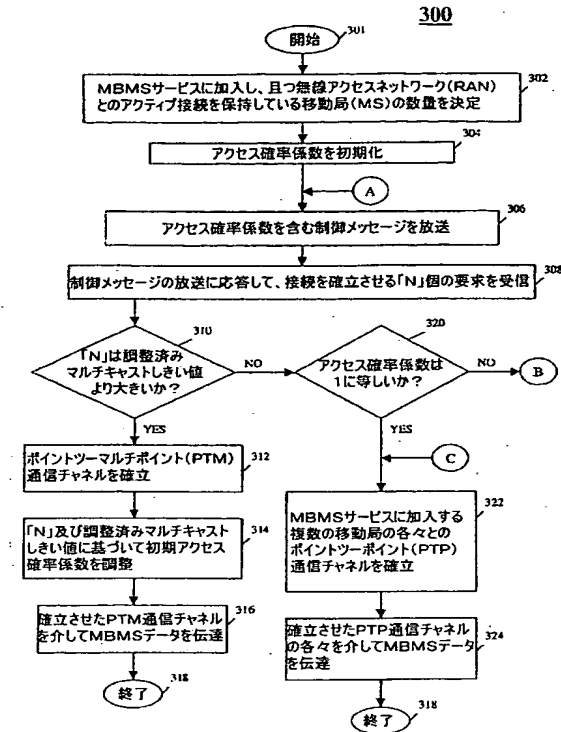 300
開始
301
MBMSサービスに加入し、且つ無線アクセスネットワーク(RAN)
とのアクティブ接続を保持している移動局(MS)の数量を決定
302
アクセス確率係数を初期化
304
A
アクセス確率係数を含む制御メッセージを放送
306
制御メッセージの放送に応答して、接続を確立させる「N」個の要求を受信
308
「N」は調整済み
マルチキャストしきい値
より大きいか?
310
NO
YES
アクセス確率係数は
1に等しいか?
320
NO
B
YES
C
ポイントツーマルチポイント(PTM)
通信チャネルを確立
312
「N」及び調整済みマルチキャスト
しきい値に基づいて初期アクセス
確率係数を調整
314
確立させたPTM通信チャネル
を介してMBMSデータを伝達
316
終了
318
MBMSサービスに加入する
複数の移動局の各々との
ポイントツーポイント(PTP)
通信チャネルを確立
322
確立させたPTP通信チャネル
の各々を介してMBMSデータ
を伝達
324
終了
318